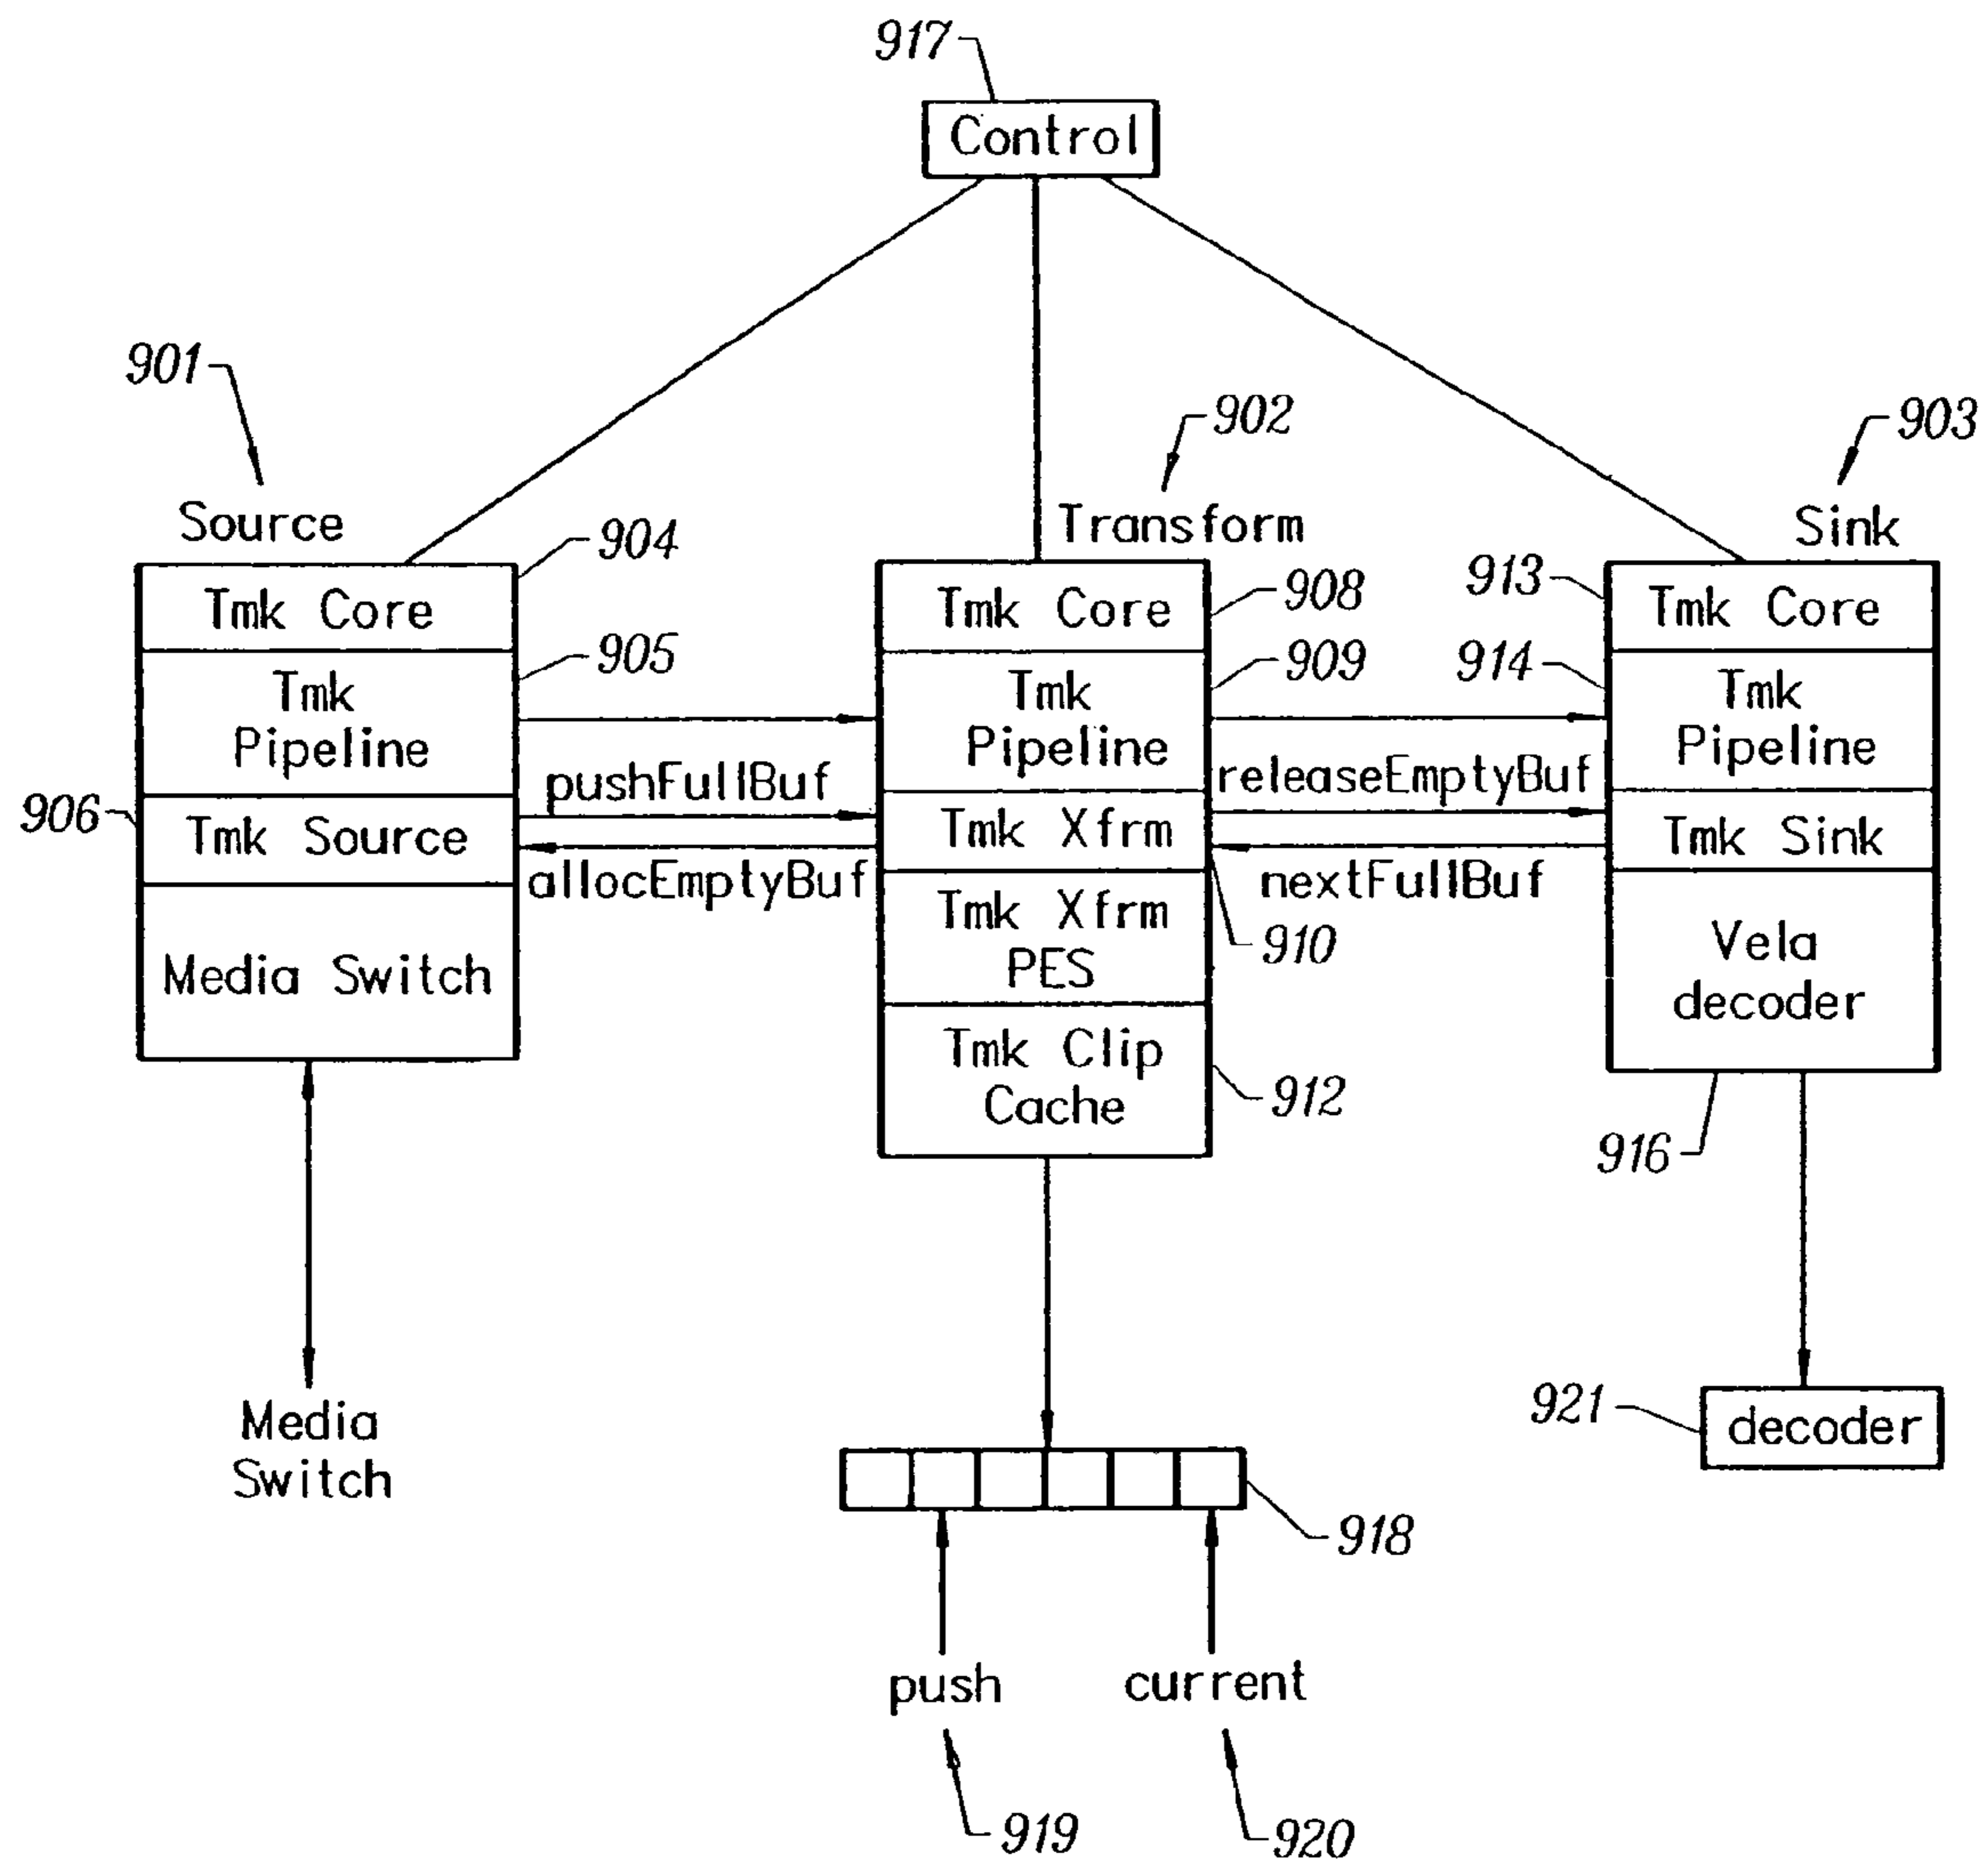 917
Control
901
902
903
Source
Transform
Sink
904
Tmk Core
905
Tmk
Pipeline
906
Tmk Source
Media Switch
pushFullBuf
allocEmptyBuf
908
Tmk Core
909
Tmk
Pipeline
Tmk Xfrm
910
Tmk Xfrm
PES
Tmk Clip
Cache
912
releaseEmptyBuf
nextFullBuf
913
Tmk Core
914
Tmk
Pipeline
Tmk Sink
Vela
decoder
916
Media
Switch
921
decoder
918
push
current
919
920